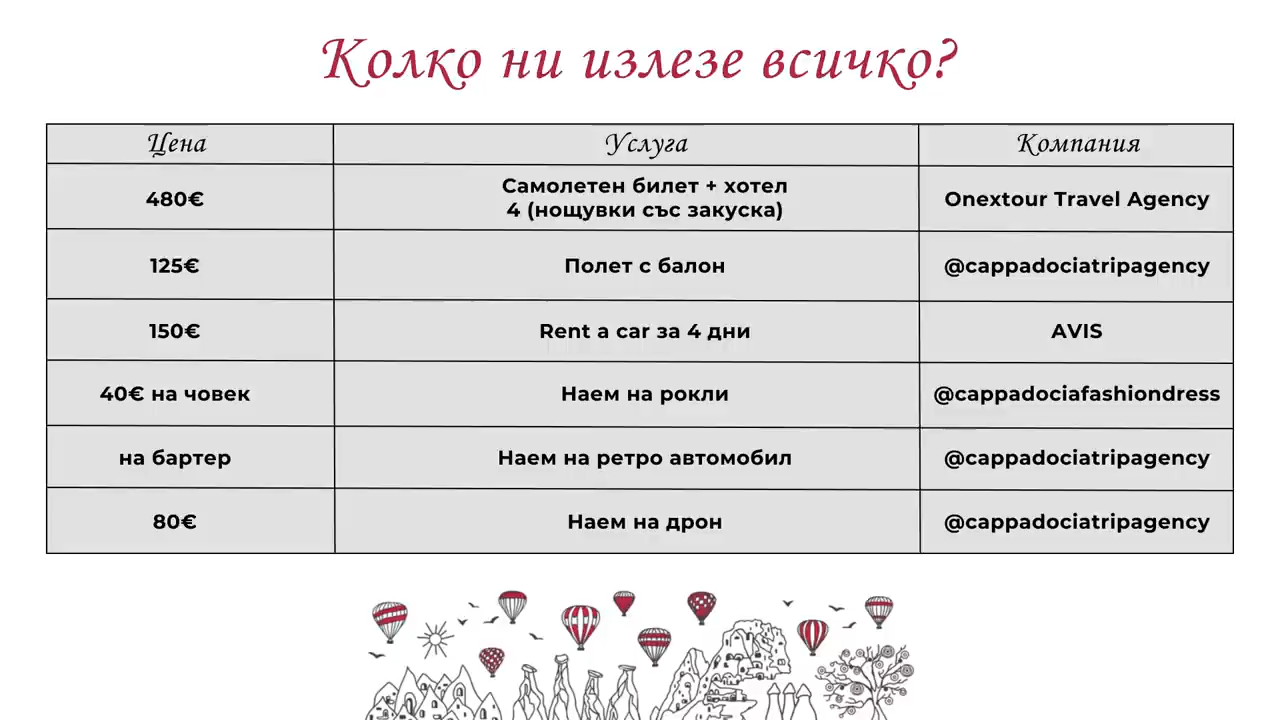 Колко ни излезе всичко?
Цена Услуга Компания
480€ Самолетен билет + хотел
4 (нощувки със закуска) Onextour Travel Agency
125€ Полет с балон @cappadociatripagency
150€ Rent a car за 4 дни AVIS
40€ на човек Наем на рокли @cappadociafashiondress
на бартер Наем на ретро автомобил @cappadociatripagency
80€ Наем на дрон @cappadociatripagency